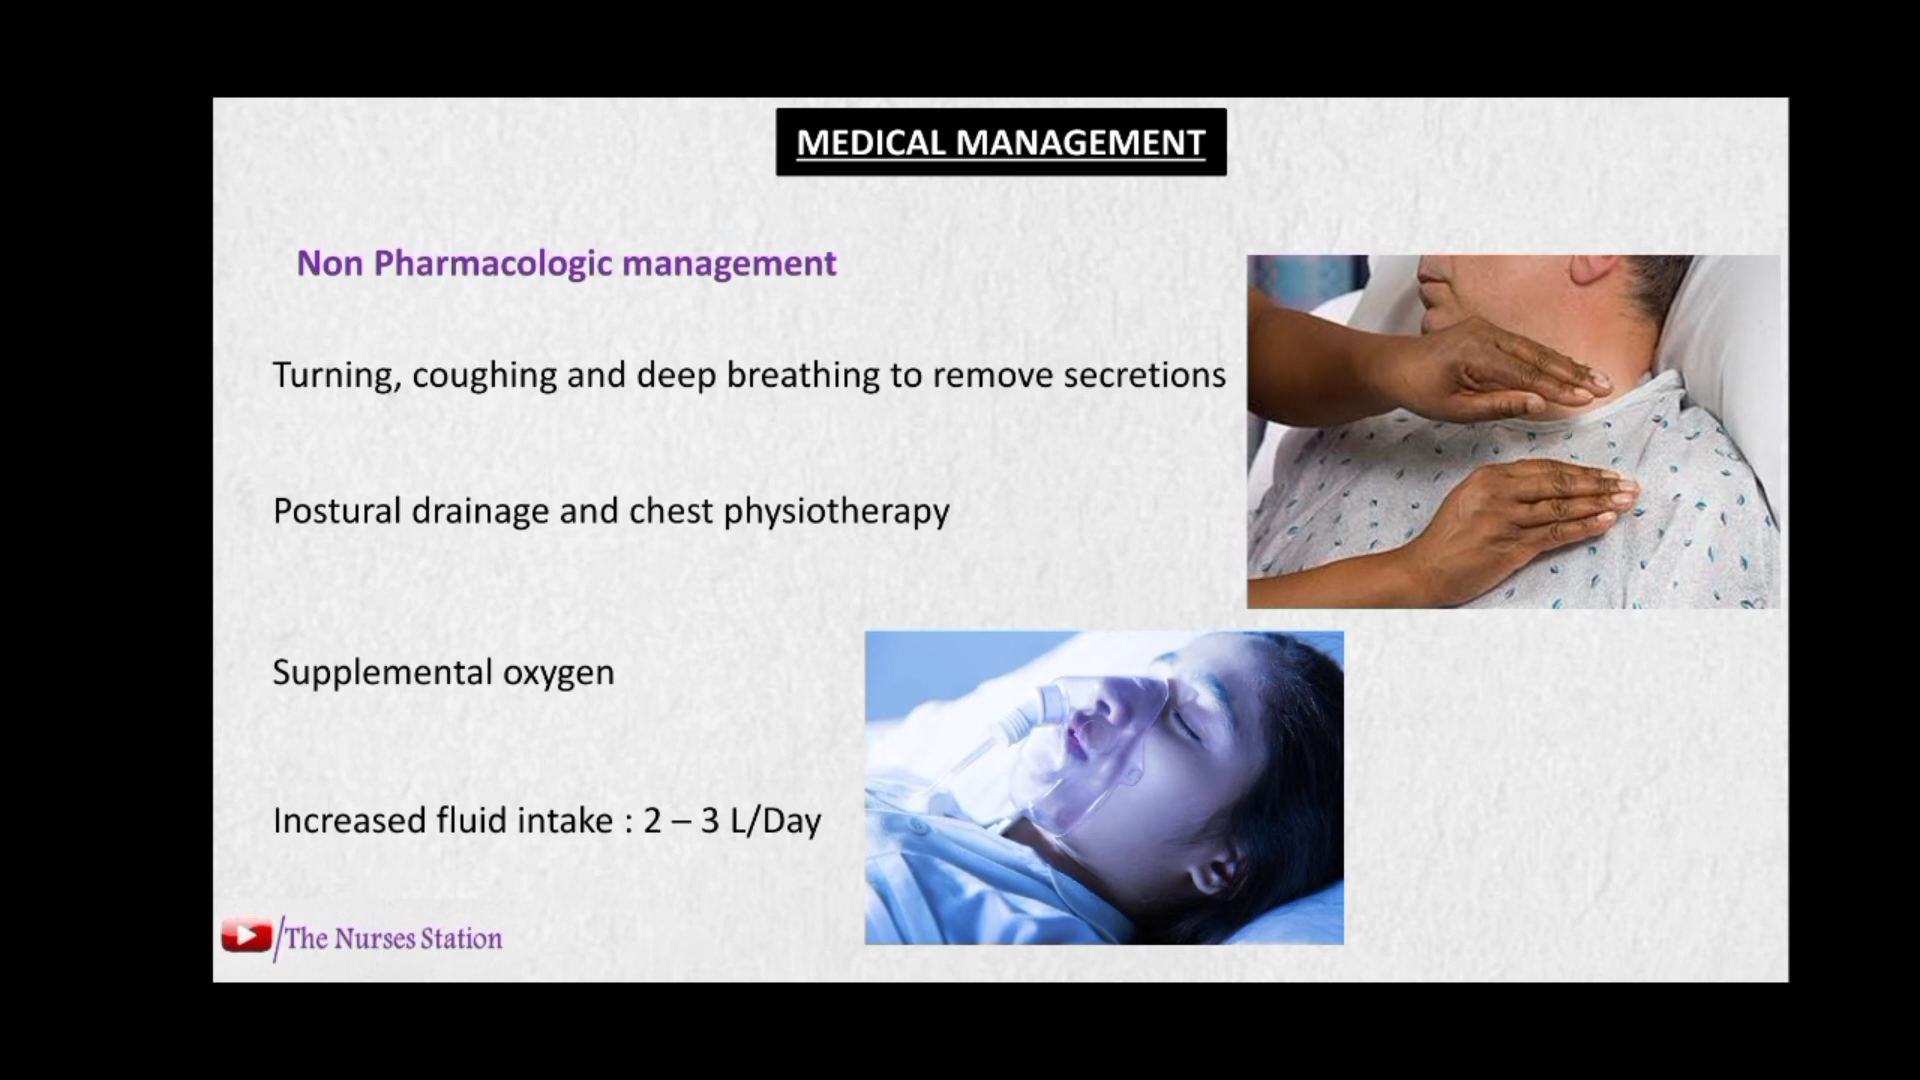 MEDICAL MANAGEMENT
Non Pharmacologic management
Turning, coughing and deep breathing to remove secretions
Postural drainage and chest physiotherapy
Supplemental oxygen
Increased fluid intake : 2 – 3 L/Day
/The Nurses Station